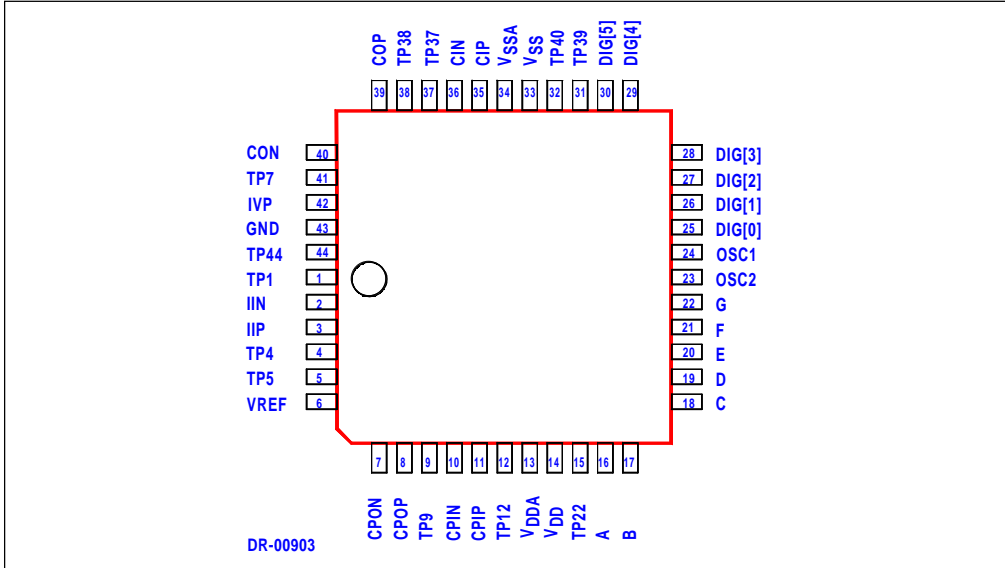 COP TP38 TP37 CIN CIP VSSA VSS TP40 TP39 DIG[5] DIG[4]
39 38 37 36 35 34 33 32 31 30 29
CON 40
TP7 41
IVP 42
GND 43
TP44 44
TP1 1
IIN 2
IIP 3
TP4 4
TP5 5
VREF 6
28 DIG[3]
27 DIG[2]
26 DIG[1]
25 DIG[0]
24 OSC1
23 OSC2
22 G
21 F
20 E
19 D
18 C
7 8 9 10 11 12 13 14 15 16 17
CPON CPOP TP9 CPIN CPIP TP12 VDDA VDD TP22 A B
DR-00903